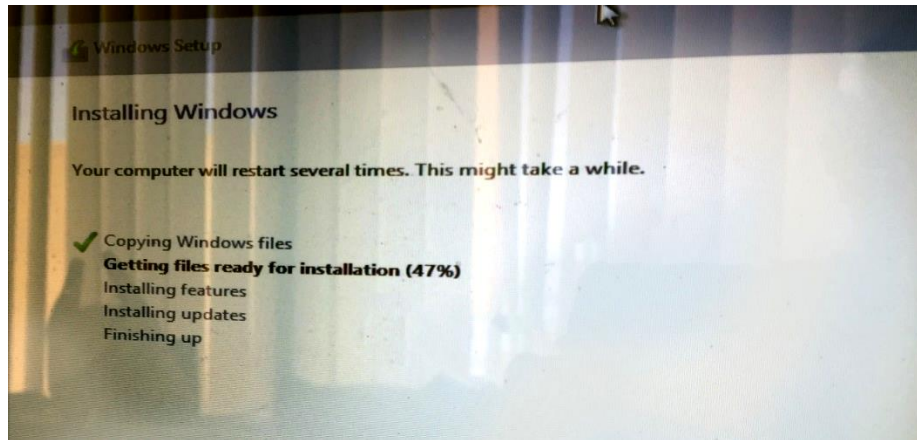 Windows Setup
Installing Windows
Your computer will restart several times. This might take a while.
Copying Windows files
Getting files ready for installation (47%)
Installing features
Installing updates
Finishing up